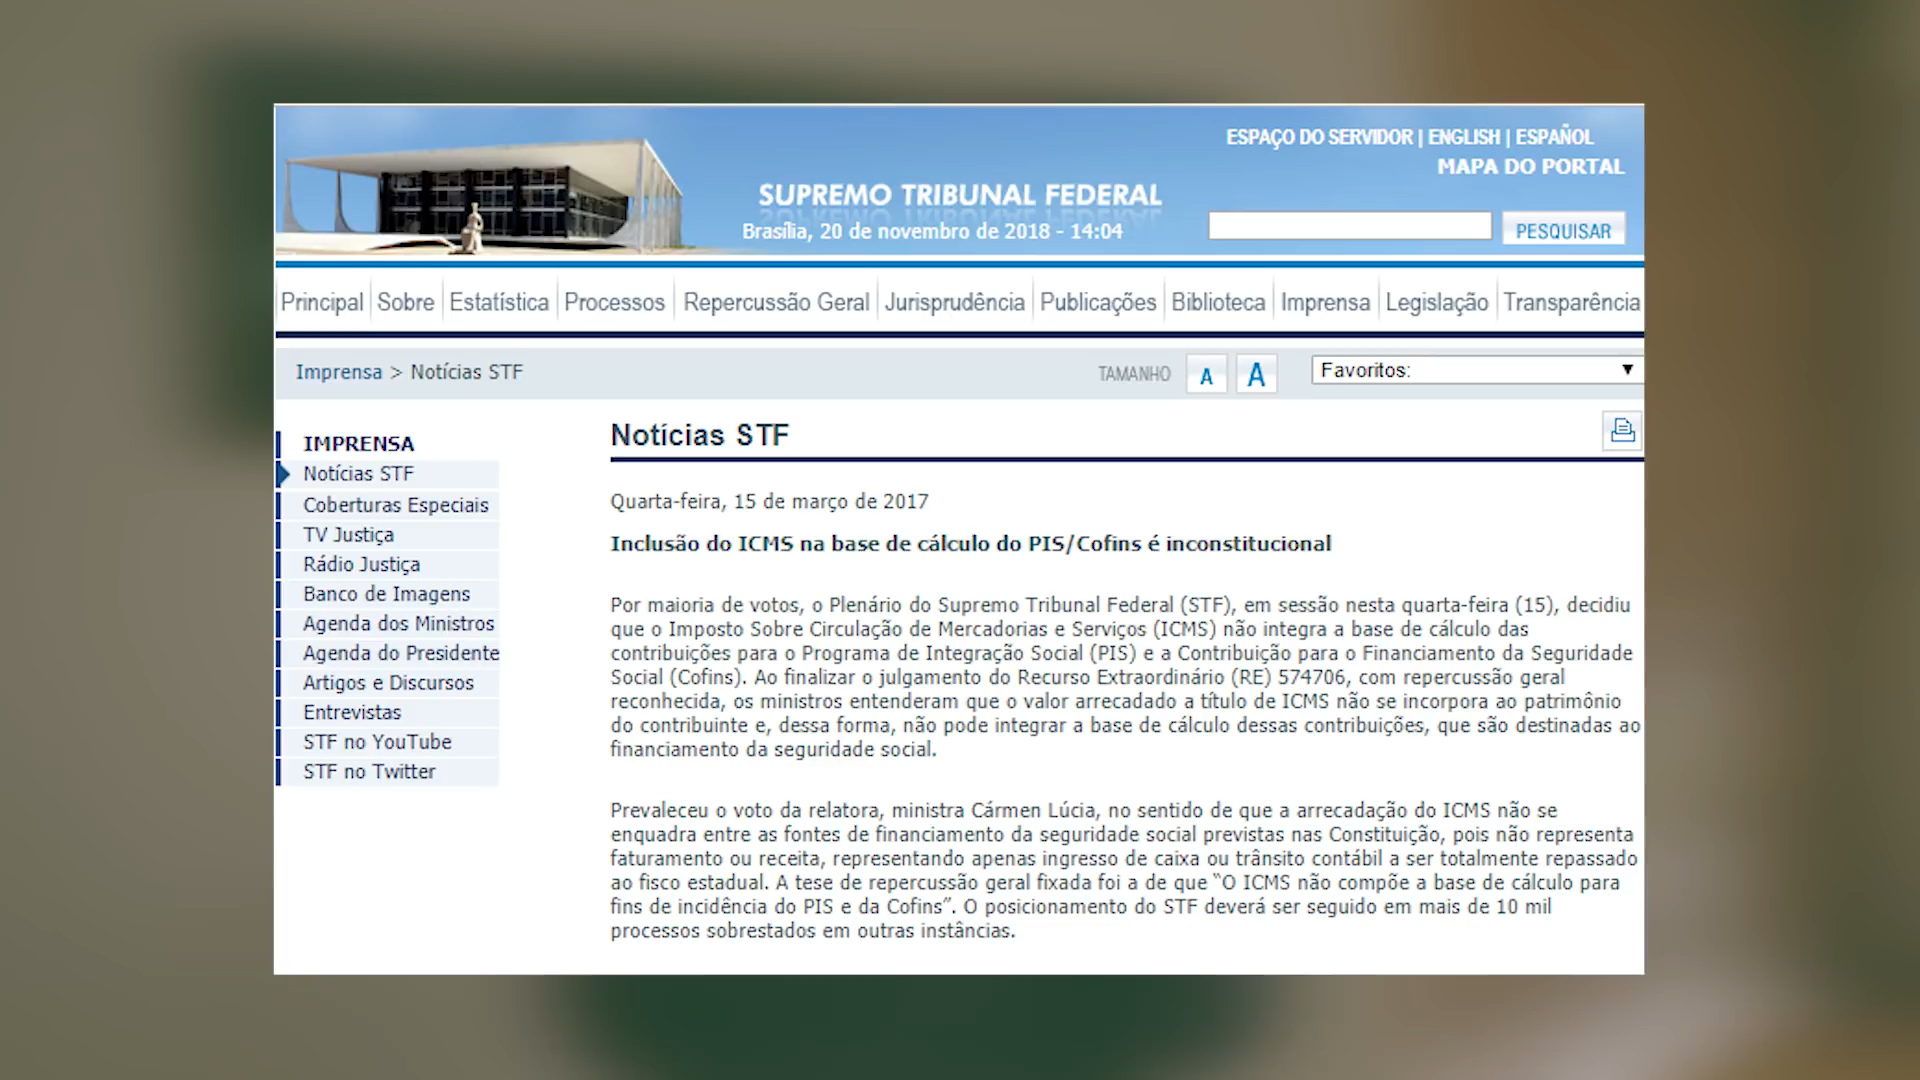 ESPAÇO DO SERVIDOR | ENGLISH | ESPAÑOL
MAPA DO PORTAL
SUPREMO TRIBUNAL FEDERAL
Brasília, 20 de novembro de 2018 - 14:04
PESQUISAR
Principal Sobre Estatística Processos Repercussão Geral Jurisprudência Publicações Biblioteca Imprensa Legislação Transparência
Imprensa > Notícias STF
TAMANHO A A
Favoritos:
IMPRENSA
Notícias STF
Coberturas Especiais
TV Justiça
Rádio Justiça
Banco de Imagens
Agenda dos Ministros
Agenda do Presidente
Artigos e Discursos
Entrevistas
STF no YouTube
STF no Twitter
Notícias STF
Quarta-feira, 15 de março de 2017
Inclusão do ICMS na base de cálculo do PIS/Cofins é inconstitucional
Por maioria de votos, o Plenário do Supremo Tribunal Federal (STF), em sessão nesta quarta-feira (15), decidiu
que o Imposto Sobre Circulação de Mercadorias e Serviços (ICMS) não integra a base de cálculo das
contribuições para o Programa de Integração Social (PIS) e a Contribuição para o Financiamento da Seguridade
Social (Cofins). Ao finalizar o julgamento do Recurso Extraordinário (RE) 574706, com repercussão geral
reconhecida, os ministros entenderam que o valor arrecadado a título de ICMS não se incorpora ao patrimônio
do contribuinte e, dessa forma, não pode integrar a base de cálculo dessas contribuições, que são destinadas ao
financiamento da seguridade social.
Prevaleceu o voto da relatora, ministra Cármen Lúcia, no sentido de que a arrecadação do ICMS não se
enquadra entre as fontes de financiamento da seguridade social previstas nas Constituição, pois não representa
faturamento ou receita, representando apenas ingresso de caixa ou trânsito contábil a ser totalmente repassado
ao fisco estadual. A tese de repercussão geral fixada foi a de que “O ICMS não compõe a base de cálculo para
fins de incidência do PIS e da Cofins”. O posicionamento do STF deverá ser seguido em mais de 10 mil
processos sobrestados em outras instâncias.